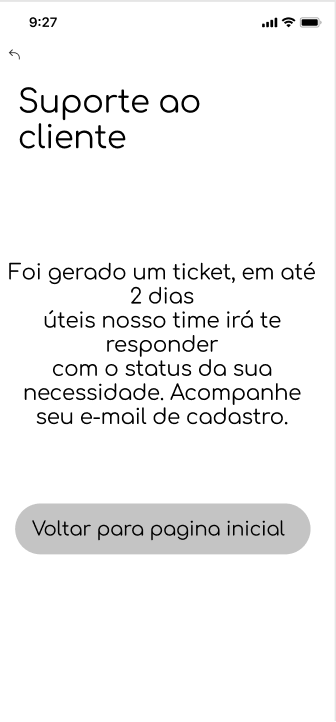 9:27
Suporte ao
cliente
Foi gerado um ticket, em até
2 dias
úteis nosso time irá te
responder
com o status da sua
necessidade. Acompanhe
seu e-mail de cadastro.
Voltar para pagina inicial